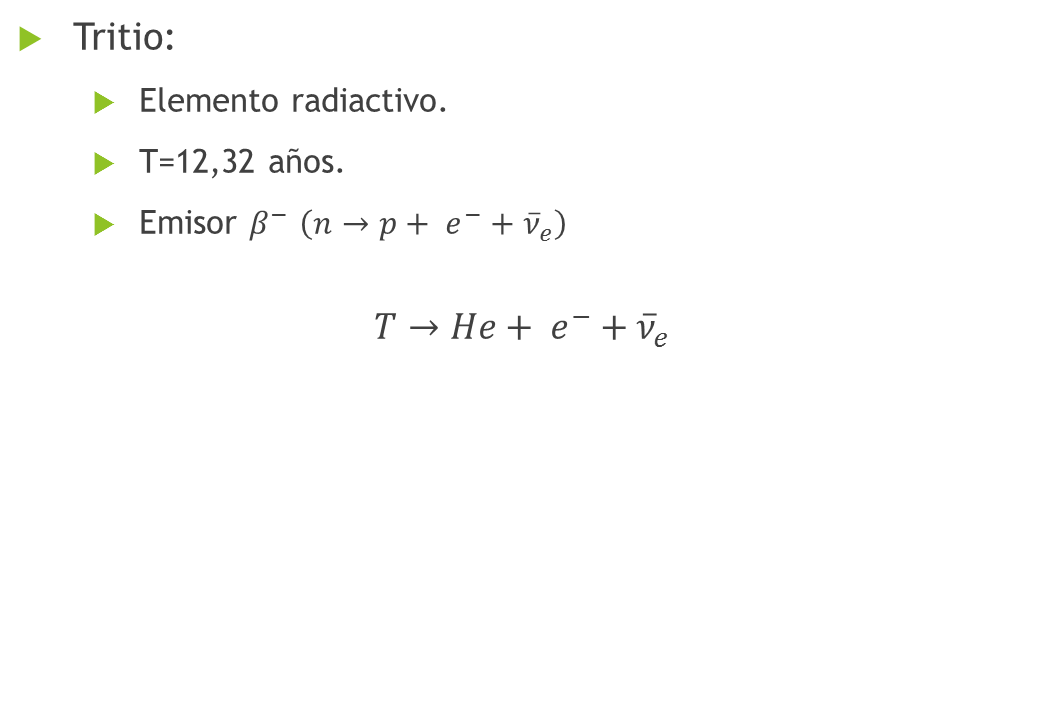 Tritio:
Elemento radiactivo.
T=12,32 años.
Emisor β⁻ (n → p + e⁻ + ν̄ₑ)
T → He + e⁻ + ν̄ₑ